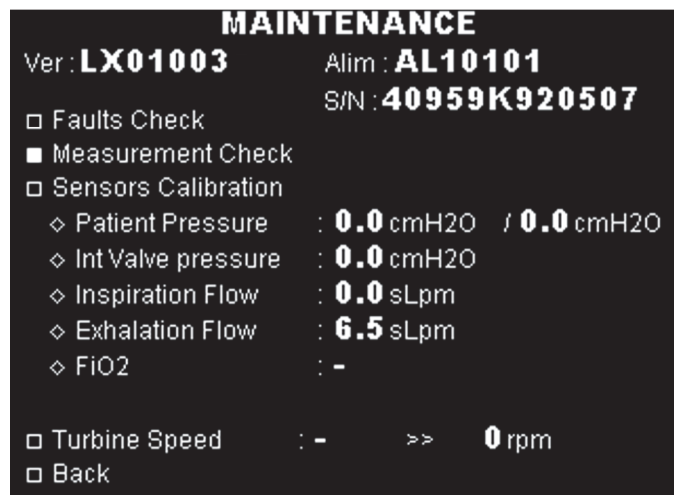 MAINTENANCE
Ver : LX01003 Alim : AL10101
S/N : 40959K920507
Faults Check
Measurement Check
Sensors Calibration
Patient Pressure : 0.0 cmH2O / 0.0 cmH2O
Int Valve pressure : 0.0 cmH2O
Inspiration Flow : 0.0 sLpm
Exhalation Flow : 6.5 sLpm
FiO2 : -
Turbine Speed : - >> 0 rpm
Back